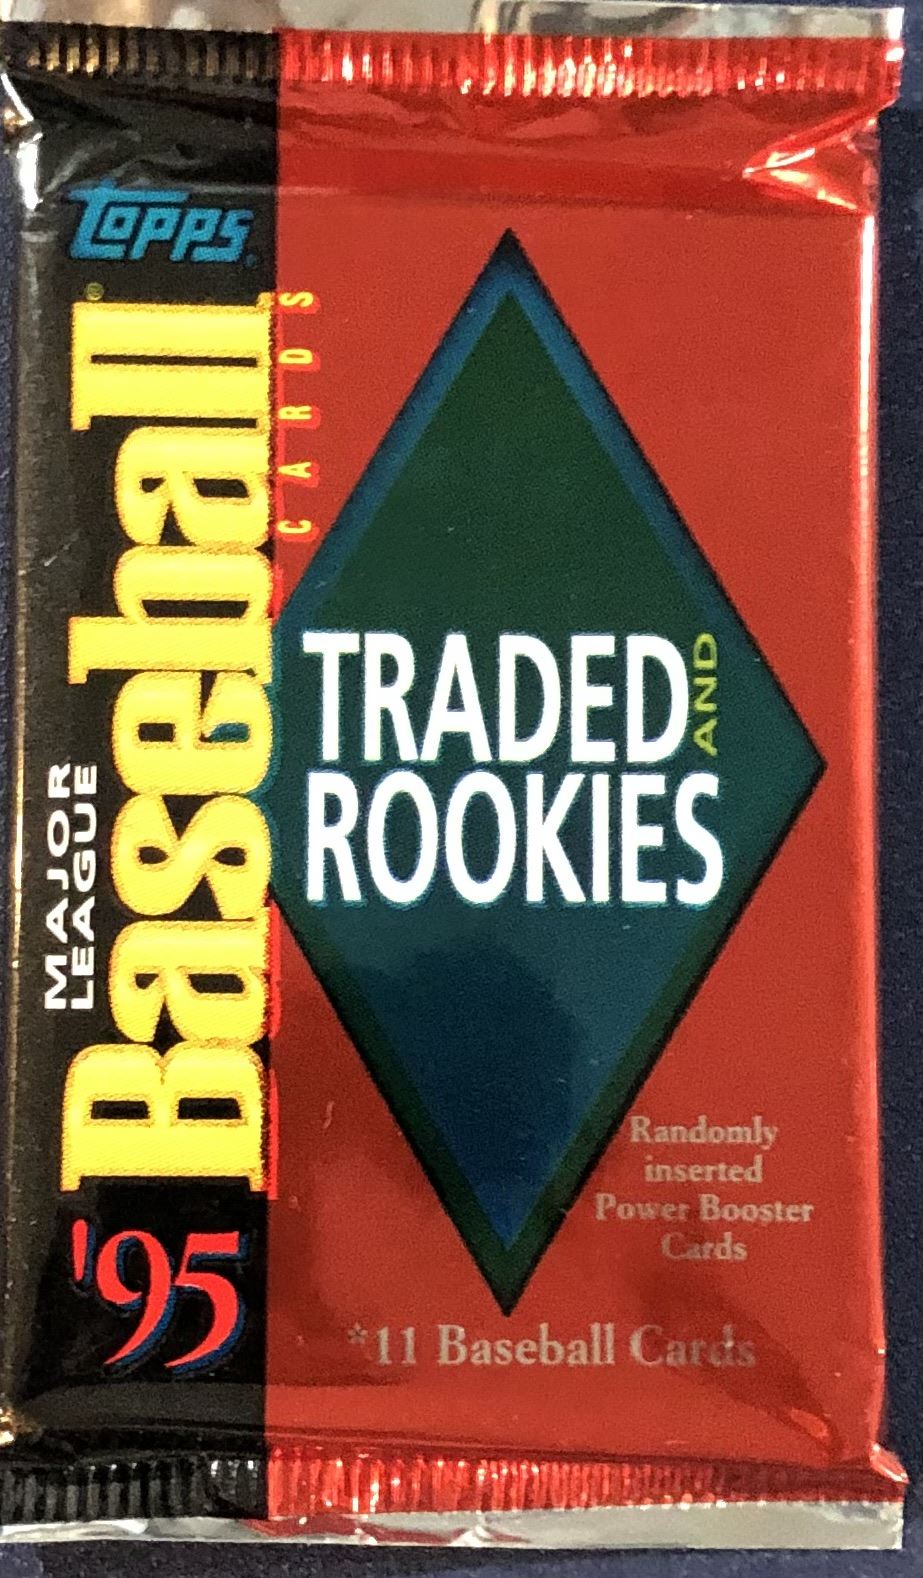 Topps
MAJOR
LEAGUE
Baseball®
CARDS
'95
TRADED AND
ROOKIES
Randomly
inserted
Power Booster
Cards
*11 Baseball Cards